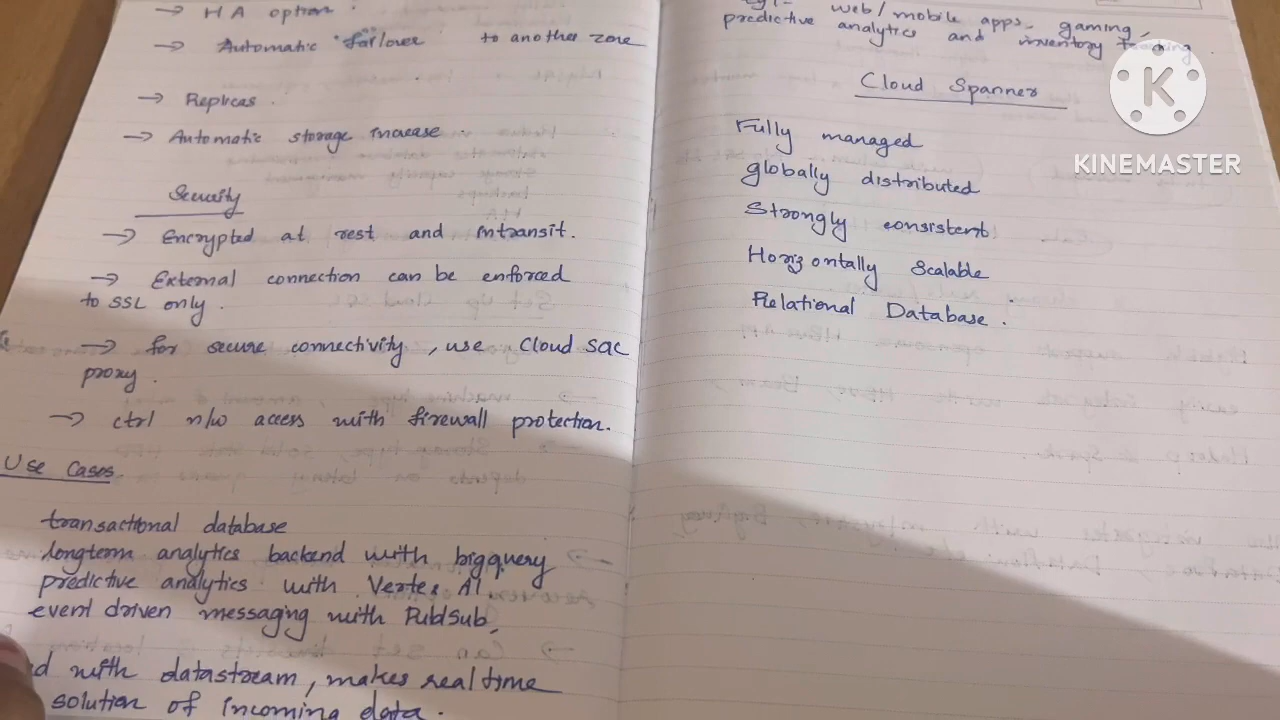 → HA option.
→ Automatic failover to another zone
→ Replicas.
→ Automatic storage increase.
Security
→ Encrypted at rest and intransit.
→ External connection can be enforced
to SSL only.
→ for secure connectivity, use Cloud SQL
proxy.
→ ctrl n/w access with firewall protection.
Use Cases.
transactional database
longterm analytics backend with bigquery
predictive analytics with Vertex AI.
event driven messaging with PubSub.
with datastream, makes real time
solution of incoming data.
web/mobile apps, gaming,
predictive analytics and inventory tracking.
Cloud Spanner
Fully managed
globally distributed
Strongly consistent
Horizontally Scalable
Relational Database.
K
KINEMASTER